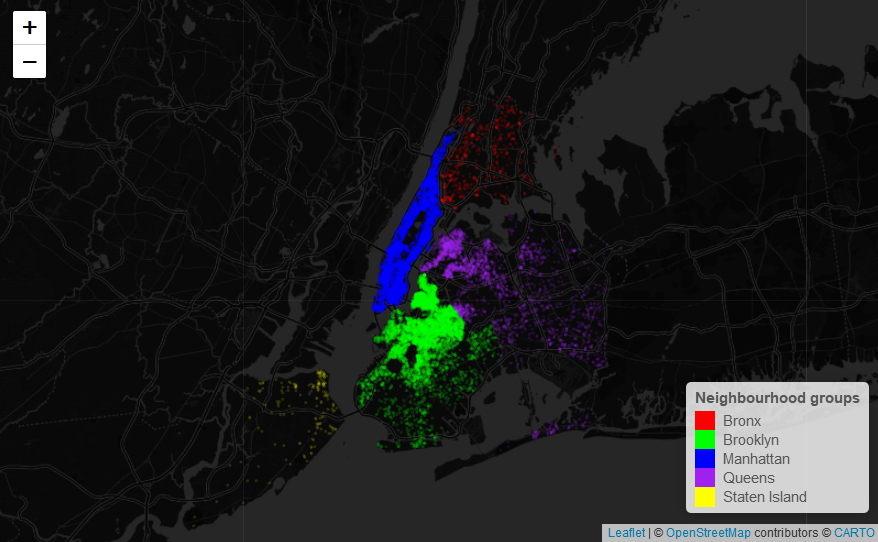 +
−
Neighbourhood groups
Bronx
Brooklyn
Manhattan
Queens
Staten Island
Leaflet | © OpenStreetMap contributors © CARTO